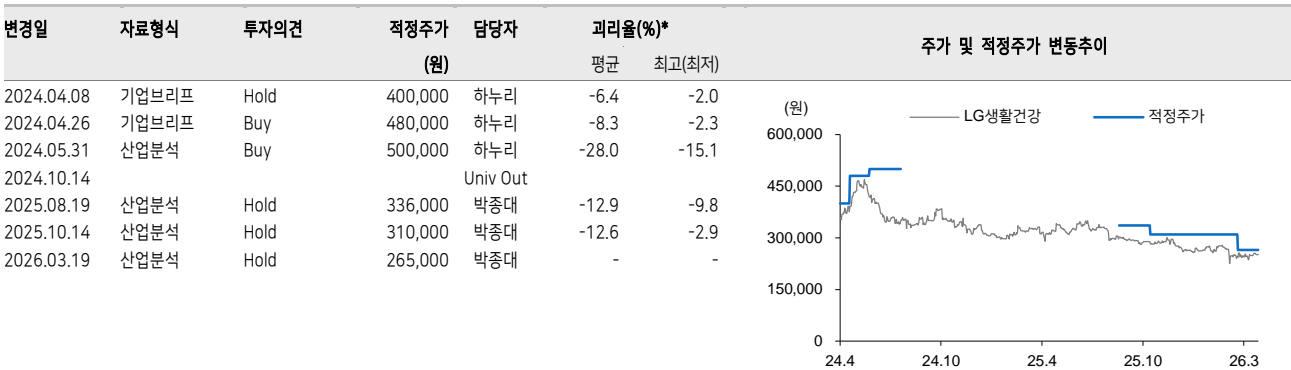 변경일 자료형식 투자의견 적정주가 담당자 괴리율(%)*
(원) 평균 최고(최저)
2024.04.08 기업브리프 Hold 400,000 하누리 -6.4 -2.0
2024.04.26 기업브리프 Buy 480,000 하누리 -8.3 -2.3
2024.05.31 산업분석 Buy 500,000 하누리 -28.0 -15.1
2024.10.14 Univ Out
2025.08.19 산업분석 Hold 336,000 박종대 -12.9 -9.8
2025.10.14 산업분석 Hold 310,000 박종대 -12.6 -2.9
2026.03.19 산업분석 Hold 265,000 박종대 - -
주가 및 적정주가 변동추이
(원) LG생활건강 적정주가
600,000
450,000
300,000
150,000
0
24.4 24.10 25.4 25.10 26.3